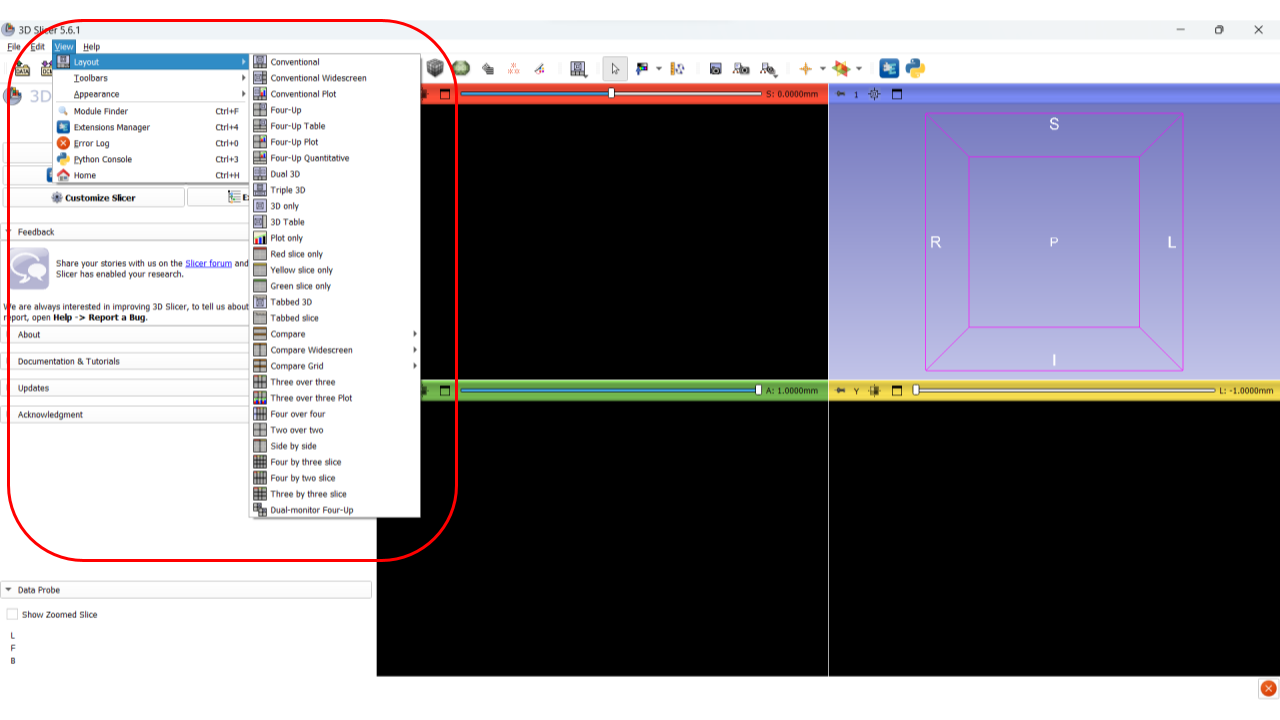 3D Slicer 5.6.1
File Edit View Help
Layout
Toolbars
Appearance
Module Finder Ctrl+F
Extensions Manager Ctrl+4
Error Log Ctrl+0
Python Console Ctrl+3
Home Ctrl+H
Conventional
Conventional Widescreen
Conventional Plot
Four-Up
Four-Up Table
Four-Up Plot
Four-Up Quantitative
Dual 3D
Triple 3D
3D only
3D Table
Plot only
Red slice only
Yellow slice only
Green slice only
Tabbed 3D
Tabbed slice
Compare
Compare Widescreen
Compare Grid
Three over three
Three over three Plot
Four over four
Two over two
Side by side
Four by three slice
Four by two slice
Three by three slice
Dual-monitor Four-Up
DATA
3D
Customize Slicer
Feedback
Share your stories with us on the Slicer forum and
Slicer has enabled your research.
We are always interested in improving 3D Slicer, to tell us about
report, open Help -> Report a Bug.
About
Documentation & Tutorials
Updates
Acknowledgment
Data Probe
Show Zoomed Slice
L
F
B
S: 0.0000mm
1
S
R
P
L
I
A: 1.0000mm
Y
L: -1.0000mm